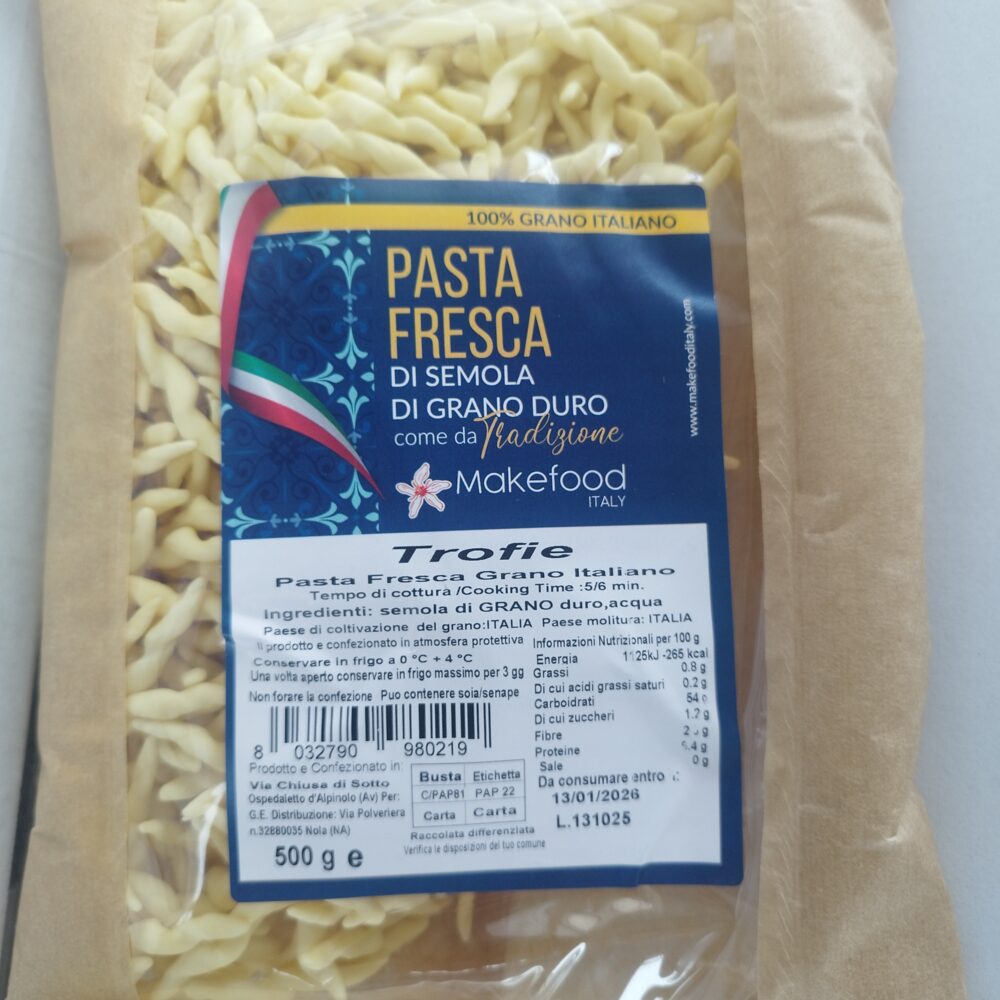 100% GRANO ITALIANO
PASTA
FRESCA
DI SEMOLA
DI GRANO DURO
come da Tradizione
Makefood
ITALY
www.makefooditaly.com
Trofie
Pasta Fresca Grano Italiano
Tempo di cottura /Cooking Time :5/6 min.
Ingredienti: semola di GRANO duro,acqua
Paese di coltivazione del grano:ITALIA Paese molitura: ITALIA
Il prodotto e confezionato in atmosfera protettiva
Conservare in frigo a 0 °C + 4 °C
Una volta aperto conservare in frigo massimo per 3 gg
Non forare la confezione Puo contenere soia/senape
Informazioni Nutrizionali per 100 g
Energia 1125kJ -265 kcal
Grassi 0.8 g
Di cui acidi grassi saturi 0.2 g
Carboidrati 54 g
Di cui zuccheri 1.2 g
Fibre
Proteine
Sale 0 g
Da consumare entro
13/01/2026
L.131025
8 032790 980219
Prodotto e Confezionato in:
Via Chiusa di Sotto
Ospedaletto d'Alpinolo (Av) Per:
G.E. Distribuzione: Via Polveriera
n.32880035 Nola (NA)
500 g e
Busta Etichetta
C/PAP81 PAP 22
Carta Carta
Raccolata differenziata
Verifica le disposizioni del tuo comune